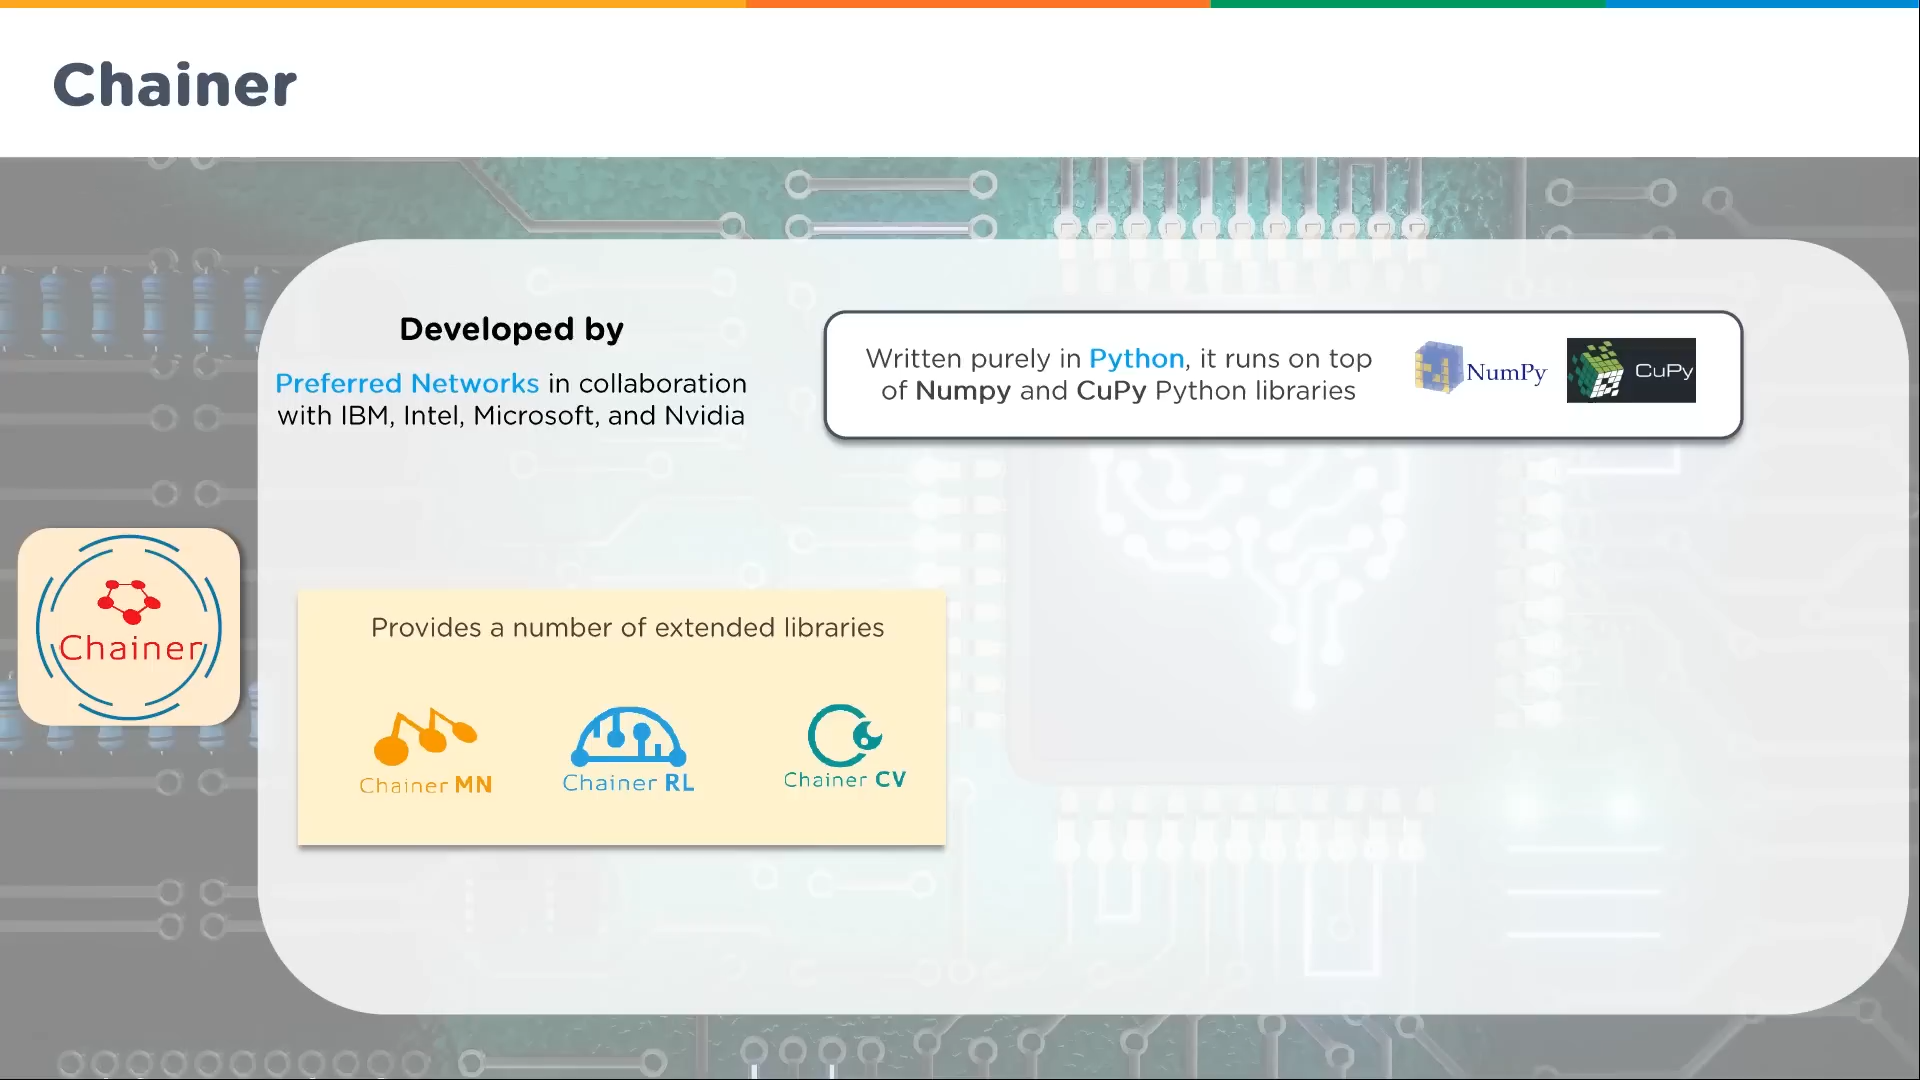 Chainer
Developed by
Preferred Networks in collaboration
with IBM, Intel, Microsoft, and Nvidia
Written purely in Python, it runs on top
of Numpy and CuPy Python libraries
NumPy
CuPy
Chainer
Provides a number of extended libraries
Chainer MN
Chainer RL
Chainer CV